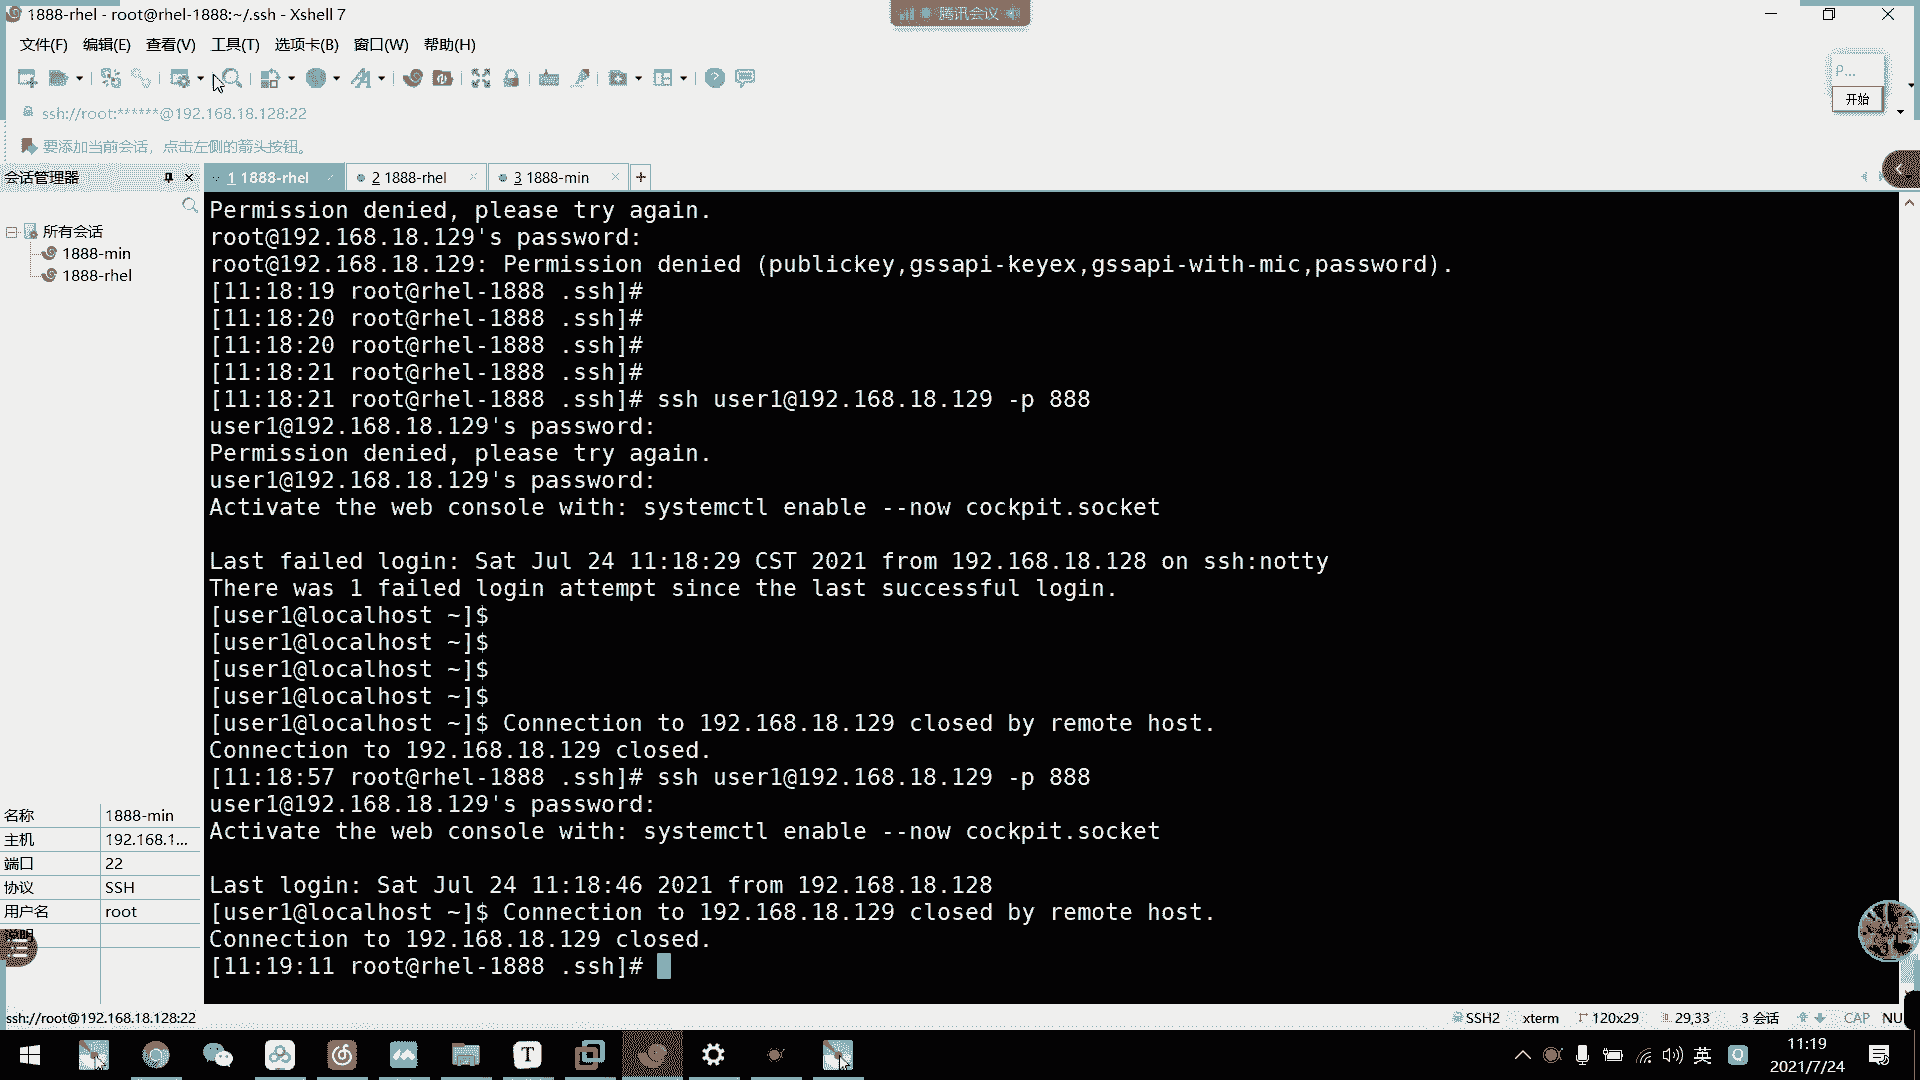 1888-rhel - root@rhel-1888:~/.ssh - Xshell 7
腾讯会议
文件(F) 编辑(E) 查看(V) 工具(T) 选项卡(B) 窗口(W) 帮助(H)
P...
开始
ssh://root:******@192.168.18.128:22
要添加当前会话，点击左侧的箭头按钮。
会话管理器
1 1888-rhel
2 1888-rhel
3 1888-min
所有会话
1888-min
1888-rhel
Permission denied, please try again.
root@192.168.18.129's password:
root@192.168.18.129: Permission denied (publickey,gssapi-keyex,gssapi-with-mic,password).
[11:18:19 root@rhel-1888 .ssh]#
[11:18:20 root@rhel-1888 .ssh]#
[11:18:20 root@rhel-1888 .ssh]#
[11:18:21 root@rhel-1888 .ssh]#
[11:18:21 root@rhel-1888 .ssh]# ssh user1@192.168.18.129 -p 888
user1@192.168.18.129's password:
Permission denied, please try again.
user1@192.168.18.129's password:
Activate the web console with: systemctl enable --now cockpit.socket
Last failed login: Sat Jul 24 11:18:29 CST 2021 from 192.168.18.128 on ssh:notty
There was 1 failed login attempt since the last successful login.
[user1@localhost ~]$
[user1@localhost ~]$
[user1@localhost ~]$
[user1@localhost ~]$
[user1@localhost ~]$ Connection to 192.168.18.129 closed by remote host.
Connection to 192.168.18.129 closed.
[11:18:57 root@rhel-1888 .ssh]# ssh user1@192.168.18.129 -p 888
user1@192.168.18.129's password:
Activate the web console with: systemctl enable --now cockpit.socket
Last login: Sat Jul 24 11:18:46 2021 from 192.168.18.128
[user1@localhost ~]$ Connection to 192.168.18.129 closed by remote host.
Connection to 192.168.18.129 closed.
[11:19:11 root@rhel-1888 .ssh]#
名称 1888-min
主机 192.168.1...
端口 22
协议 SSH
用户名 root
说明
ssh://root@192.168.18.128:22
SSH2 xterm 120x29 29,33 3 会话 CAP NU
T
英
Q
11:19
2021/7/24